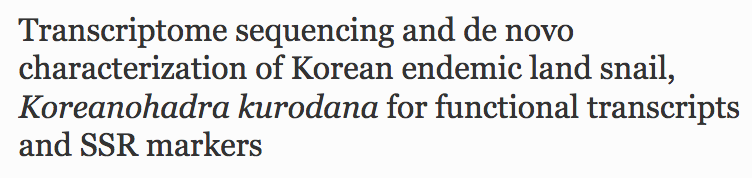 Transcriptome sequencing and de novo
characterization of Korean endemic land snail,
Koreanohadra kurodana for functional transcripts
and SSR markers